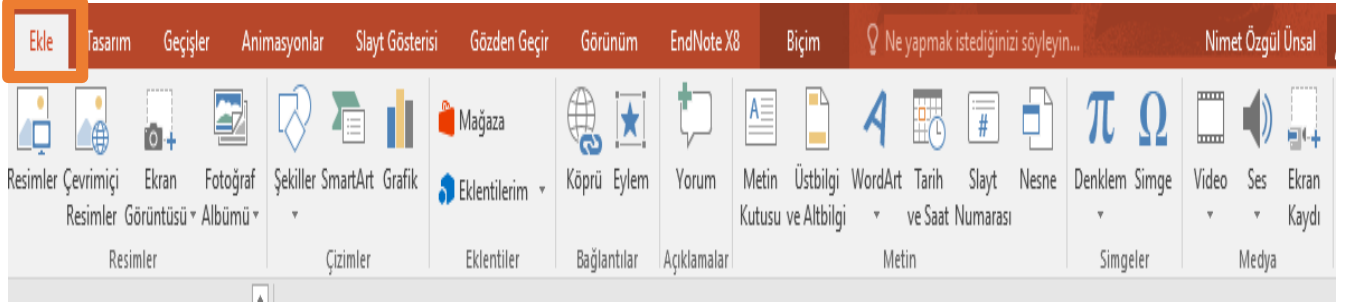 Ekle Tasarım Geçişler Animasyonlar Slayt Gösterisi Gözden Geçir Görünüm EndNote X8 Biçim Ne yapmak istediğinizi söyleyin... Nimet Özgül Ünsal
Mağaza
Resimler Çevrimiçi Ekran Fotoğraf Şekiller SmartArt Grafik Eklentilerim Köprü Eylem Yorum Metin Üstbilgi WordArt Tarih Slayt Nesne Denklem Simge Video Ses Ekran
Resimler Görüntüsü Albümü Kutusu ve Altbilgi ve Saat Numarası Kaydı
Resimler Çizimler Eklentiler Bağlantılar Açıklamalar Metin Simgeler Medya